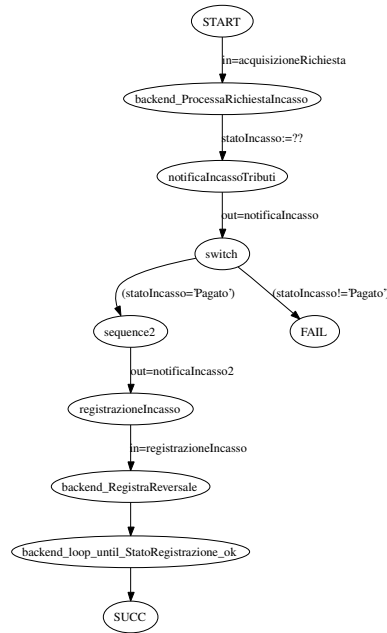 START
in=acquisizioneRichiesta
backend_ProcessaRichiestaIncasso
statoIncasso:=??
notificaIncassoTributi
out=notificaIncasso
switch
(statoIncasso='Pagato')
(statoIncasso!='Pagato')
sequence2
FAIL
out=notificaIncasso2
registrazioneIncasso
in=registrazioneIncasso
backend_RegistraReversale
backend_loop_until_StatoRegistrazione_ok
SUCC